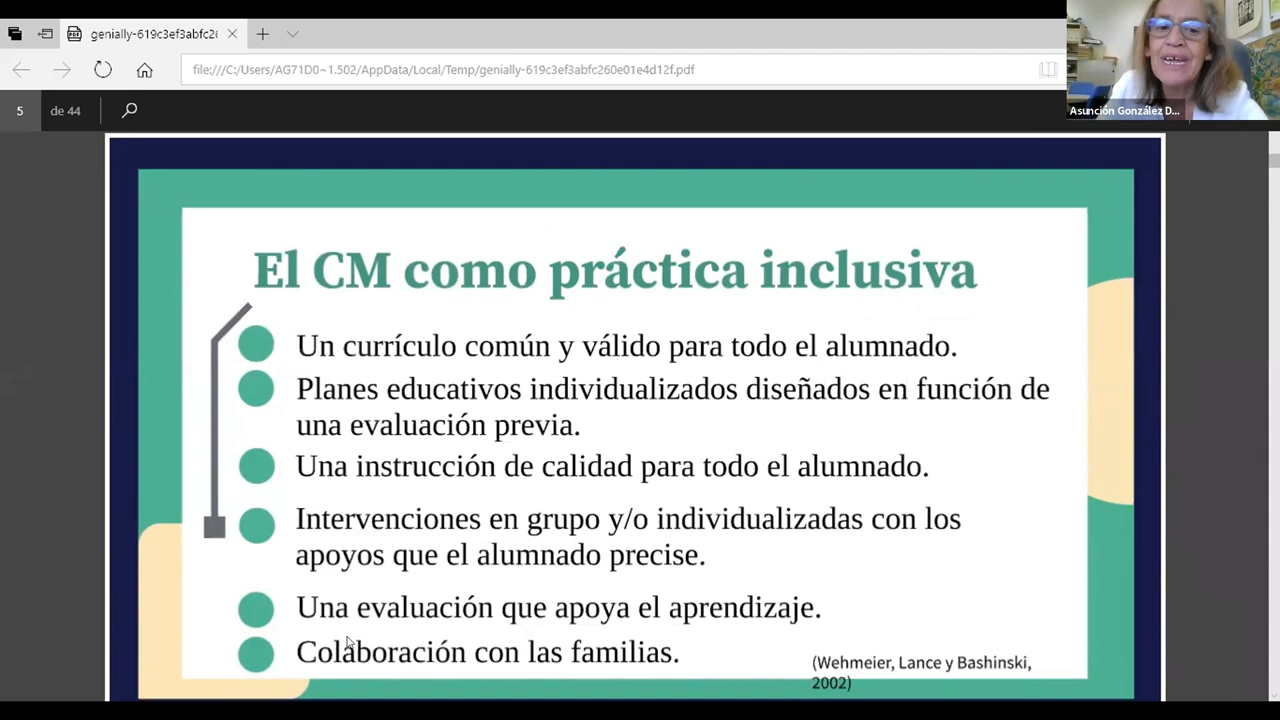 genially-619c3ef3abfc2
file:///C:/Users/AG71D0~1.502/AppData/Local/Temp/genially-619c3ef3abfc260e01e4d12f.pdf
5 de 44
Asunción González D...
El CM como práctica inclusiva
Un currículo común y válido para todo el alumnado.
Planes educativos individualizados diseñados en función de
una evaluación previa.
Una instrucción de calidad para todo el alumnado.
Intervenciones en grupo y/o individualizadas con los
apoyos que el alumnado precise.
Una evaluación que apoya el aprendizaje.
Colaboración con las familias.
(Wehmeier, Lance y Bashinski,
2002)